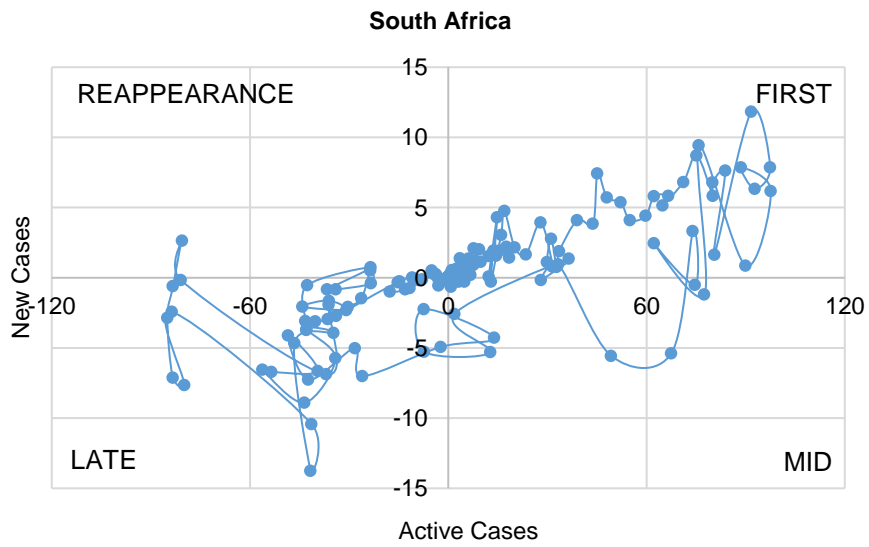 South Africa
15
REAPPEARANCE
FIRST
10
5
0
-120
-60
0
60
120
-5
-10
LATE
MID
-15
New Cases
Active Cases